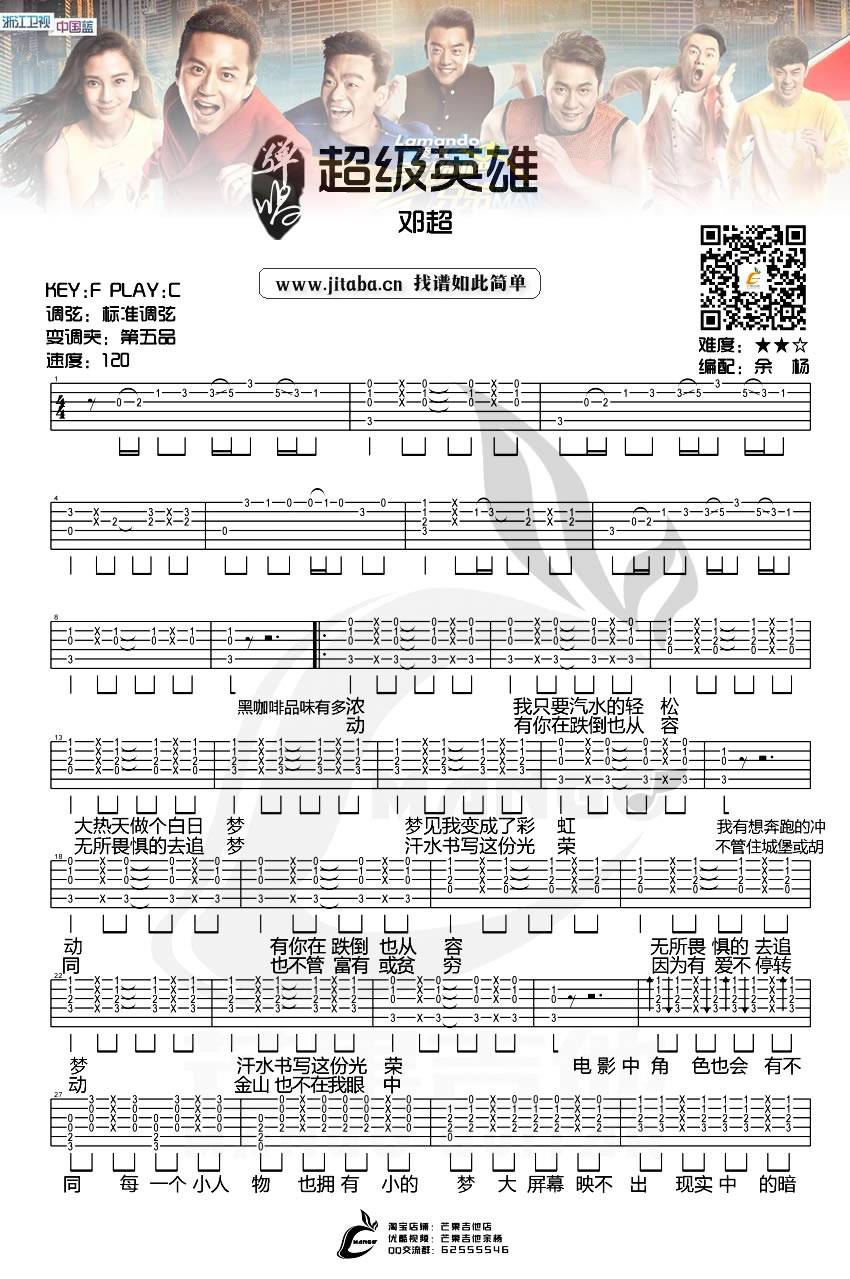 浙江卫视 中国蓝
Lamando
弹唱 超级英雄
邓超
www.jitaba.cn 找谱如此简单
KEY:F PLAY:C
调弦: 标准调弦
变调夹: 第五品
速度: 120
难度: ★★☆
编配: 余 杨
黑咖啡品味有多浓 我只要汽水的轻 松
动 有你在跌倒也从 容
大热天做个白日 梦 梦见我变成了彩 虹 我有想奔跑的冲
无所畏惧的去追 梦 汗水书写这份光 荣 不管住城堡或胡
动 有你在 跌倒 也从 容 无所畏 惧的 去追
同 也不管 富有 或贫 穷 因为有 爱不 停转
梦 汗水书写这份光 荣 电 影 中 角 色也会 有不
动 金山也不在我眼 中
同 每 一个 小人 物 也拥 有 小的 梦 大 屏幕 映不 出 现实 中 的暗
淘宝店铺: 芒果吉他店
优酷视频: 芒果吉他余杨
QQ交流群: 62555546